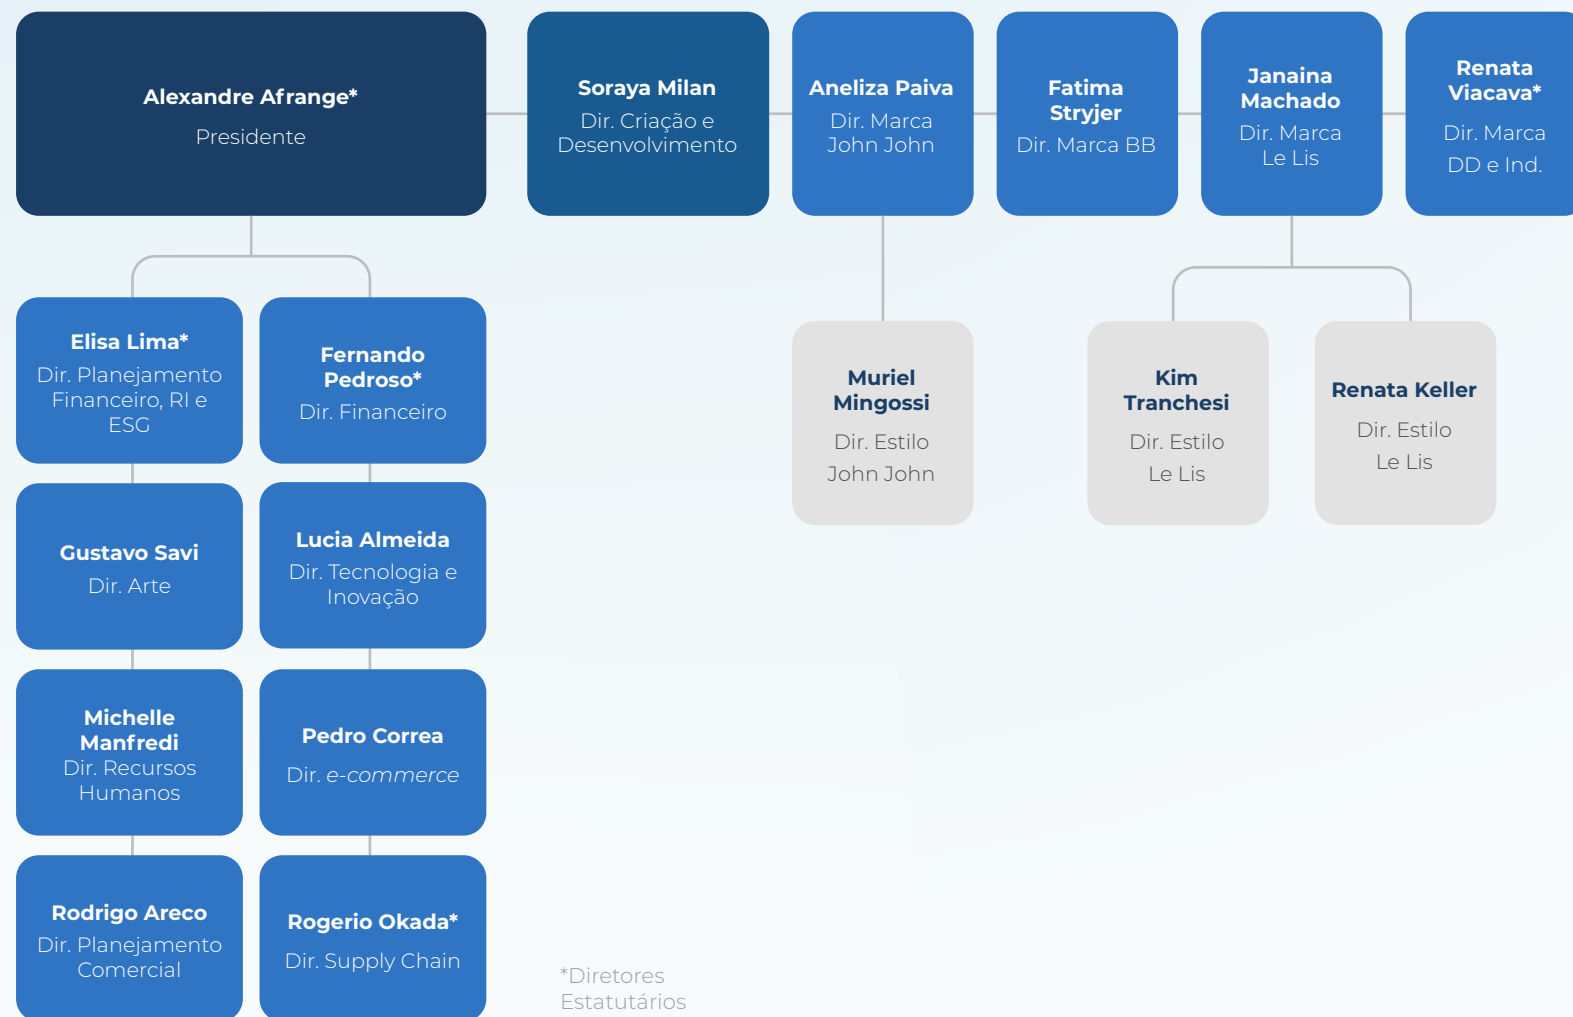 Alexandre Afrange*
Presidente
Soraya Milan
Dir. Criação e
Desenvolvimento
Aneliza Paiva
Dir. Marca
John John
Fatima
Stryjer
Dir. Marca BB
Janaina
Machado
Dir. Marca
Le Lis
Renata
Viacava*
Dir. Marca
DD e Ind.
Elisa Lima*
Dir. Planejamento
Financeiro, RI e
ESG
Fernando
Pedroso*
Dir. Financeiro
Muriel
Mingossi
Dir. Estilo
John John
Kim
Tranchesi
Dir. Estilo
Le Lis
Renata Keller
Dir. Estilo
Le Lis
Gustavo Savi
Dir. Arte
Lucia Almeida
Dir. Tecnologia e
Inovação
Michelle
Manfredi
Dir. Recursos
Humanos
Pedro Correa
Dir. e-commerce
Rodrigo Areco
Dir. Planejamento
Comercial
Rogerio Okada*
Dir. Supply Chain
*Diretores
Estatutários